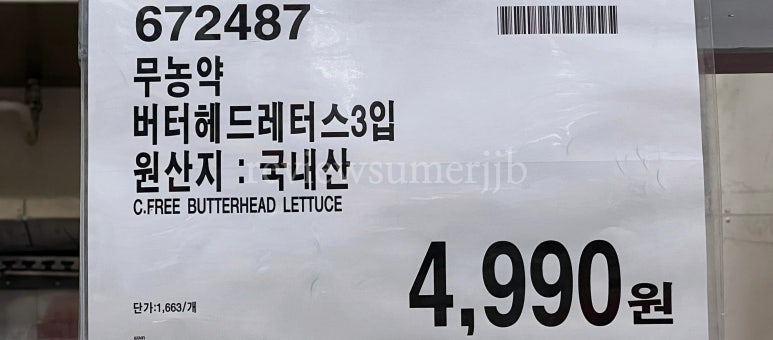 672487
무농약
버터헤드레터스3입
원산지 : 국내산
reviewsumerjjb
C.FREE BUTTERHEAD LETTUCE
4,990원
단가:1,663/개